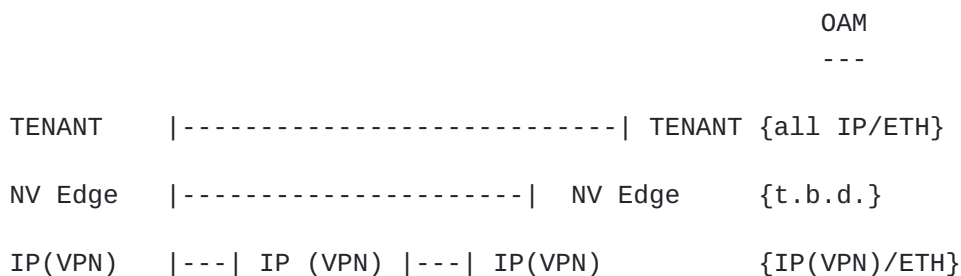 OAM
---
TENANT |----------------------------| TENANT {all IP/ETH}
NV Edge |----------------------| NV Edge {t.b.d.}
IP(VPN) |---| IP (VPN) |---| IP(VPN) {IP(VPN)/ETH}